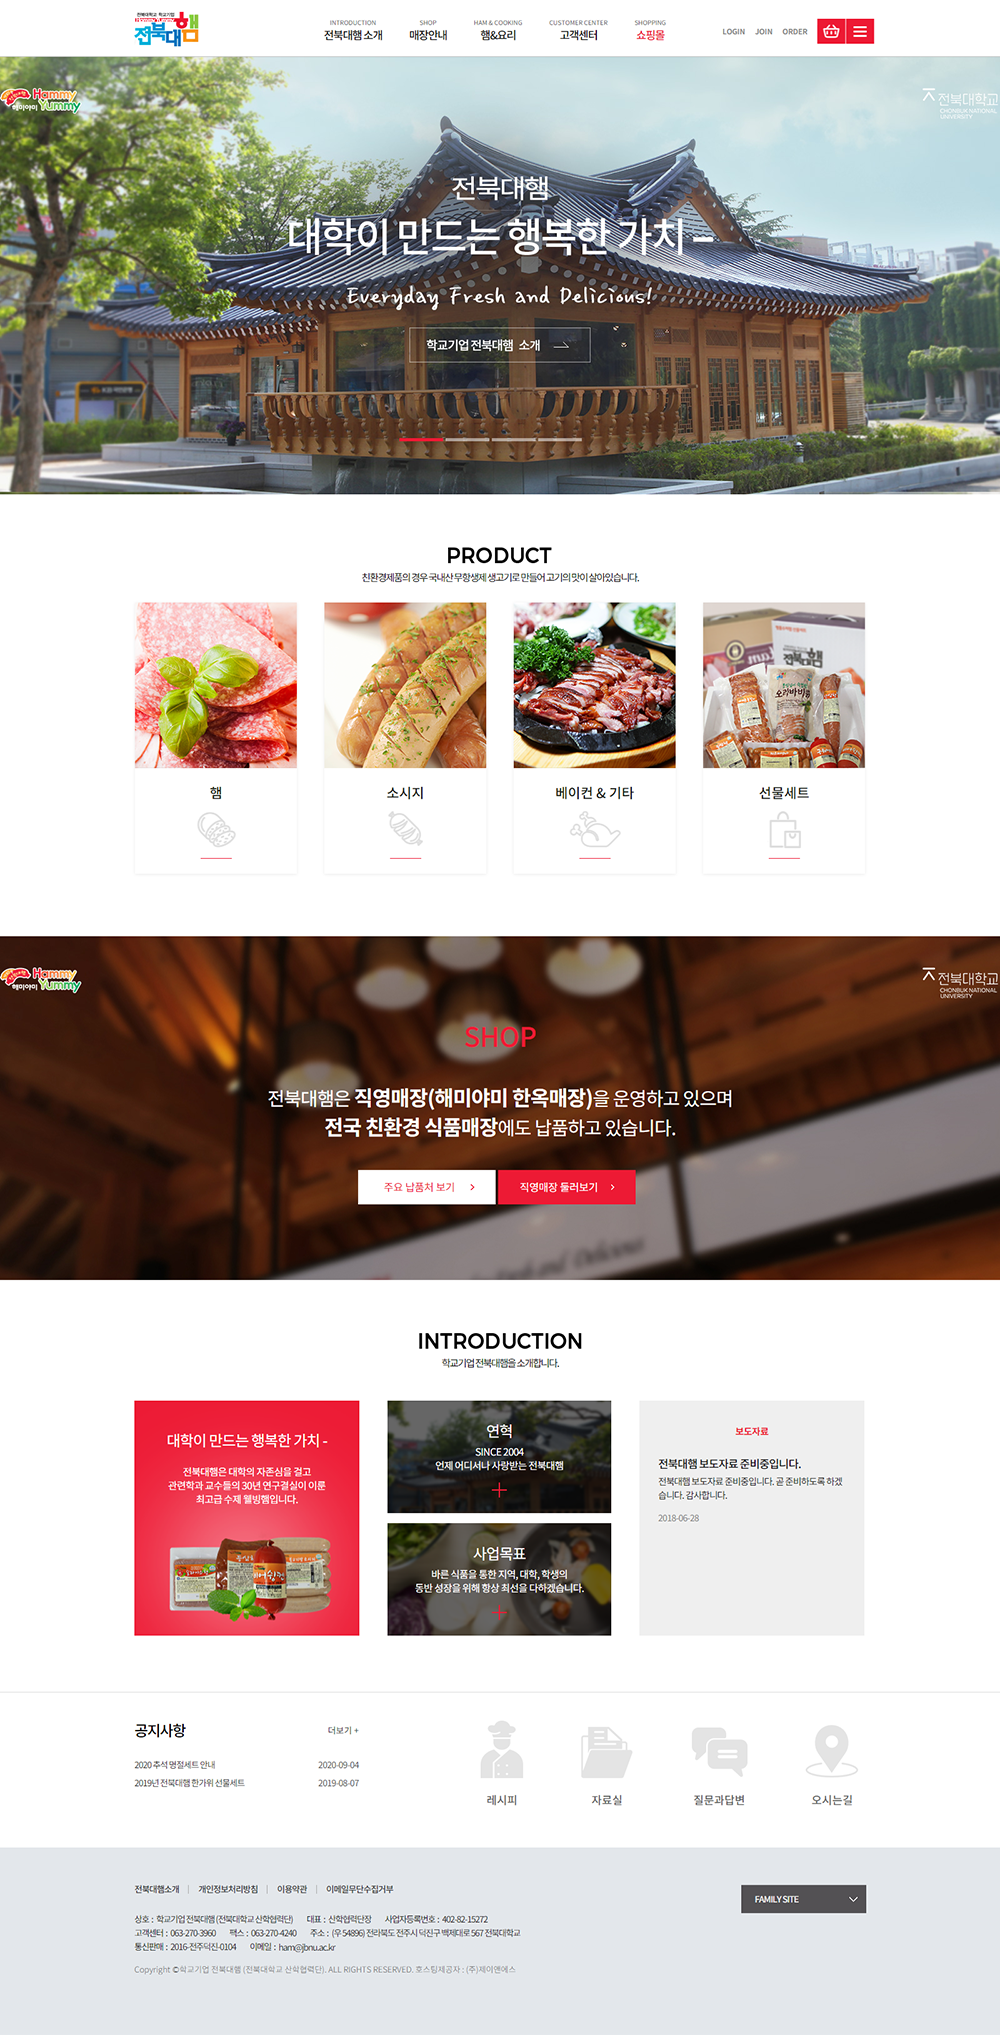 전북대학교 학교기업
Hammy Yummy
전북대햄
INTRODUCTION
전북대햄 소개
SHOP
매장안내
HAM & COOKING
햄&요리
CUSTOMER CENTER
고객센터
SHOPPING
쇼핑몰
LOGIN JOIN ORDER
Hammy
해미야미 Yummy
전북대학교
CHONBUK NATIONAL
UNIVERSITY
전북대햄
대학이 만드는 행복한 가치 –
Everyday Fresh and Delicious!
학교기업 전북대햄 소개
PRODUCT
친환경제품의 경우 국내산 무항생제 생고기로 만들어 고기의 맛이 살아있습니다.
전북대햄
오가바비큐
햄
소시지
베이컨 & 기타
선물세트
Hammy
해미야미 Yummy
전북대학교
CHONBUK NATIONAL
UNIVERSITY
SHOP
전북대햄은 직영매장(해미야미 한옥매장)을 운영하고 있으며
전국 친환경 식품매장에도 납품하고 있습니다.
주요 납품처 보기 >
직영매장 둘러보기 >
and Delicious
INTRODUCTION
학교기업 전북대햄을 소개합니다.
대학이 만드는 행복한 가치 -
전북대햄은 대학의 자존심을 걸고
관련학과 교수들의 30년 연구결실이 이룬
최고급 수제 웰빙햄입니다.
연혁
SINCE 2004
언제 어디서나 사랑받는 전북대햄
사업목표
바른 식품을 통한 지역, 대학, 학생의
동반 성장을 위해 항상 최선을 다하겠습니다.
보도자료
전북대햄 보도자료 준비중입니다.
전북대햄 보도자료 준비중입니다. 곧 준비하도록 하겠
습니다. 감사합니다.
2018-06-28
공지사항
더보기 +
2020 추석 명절세트 안내 2020-09-04
2019년 전북대햄 한가위 선물세트 2019-08-07
레시피
자료실
질문과답변
오시는길
전북대햄소개 | 개인정보처리방침 | 이용약관 | 이메일무단수집거부
FAMILY SITE
상호 : 학교기업 전북대햄 (전북대학교 산학협력단) 대표 : 산학협력단장 사업자등록번호 : 402-82-15272
고객센터 : 063-270-3960 팩스 : 063-270-4240 주소 : (우 54896) 전라북도 전주시 덕진구 백제대로 567 전북대학교
통신판매 : 2016-전주덕진-0104 이메일 : ham@jbnu.ac.kr
Copyright ©학교기업 전북대햄 (전북대학교 산학협력단). ALL RIGHTS RESERVED. 호스팅제공자 : (주)제이앤에스